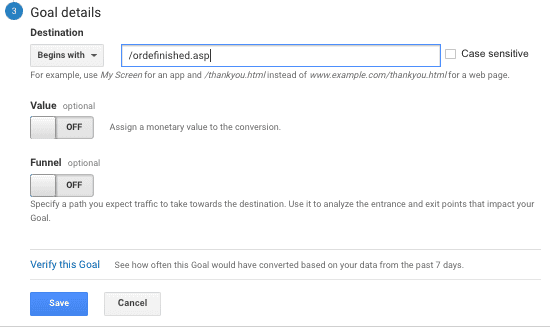 3 Goal details
Destination
Begins with /ordefinished.asp Case sensitive
For example, use My Screen for an app and /thankyou.html instead of www.example.com/thankyou.html for a web page.
Value optional
OFF Assign a monetary value to the conversion.
Funnel optional
OFF
Specify a path you expect traffic to take towards the destination. Use it to analyze the entrance and exit points that impact your
Goal.
Verify this Goal See how often this Goal would have converted based on your data from the past 7 days.
Save Cancel